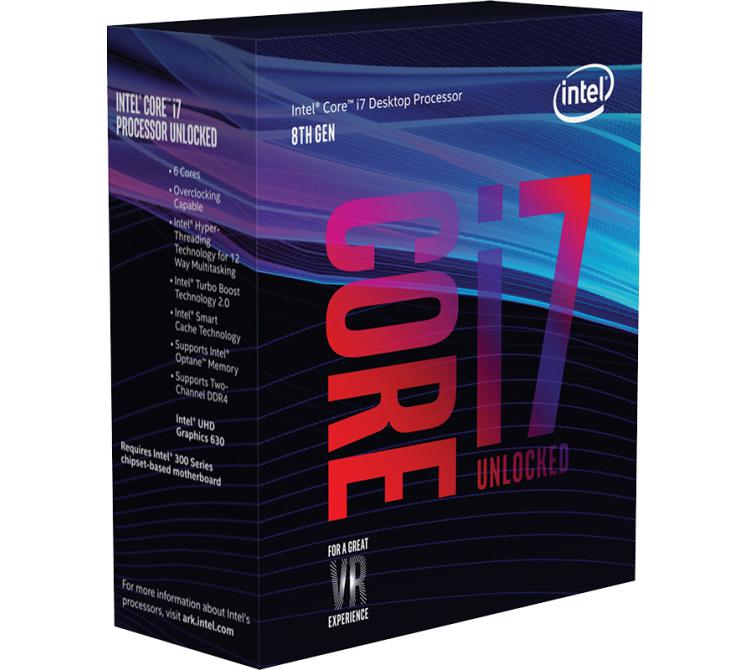 INTEL® CORE™ i7
PROCESSOR UNLOCKED
• 6 Cores
• Overclocking
Capable
• Intel® Hyper-
Threading
Technology for 12
Way Multitasking
• Intel® Turbo Boost
Technology 2.0
• Intel® Smart
Cache Technology
• Supports Intel®
Optane™ Memory
• Supports Two-
Channel DDR4
Intel® UHD
Graphics 630
Requires Intel® 300 Series
chipset-based motherboard
For more information about Intel's
processors, visit ark.intel.com
Intel® Core™ i7 Desktop Processor
8TH GEN
intel
CORE
i7
UNLOCKED
FOR A GREAT
VR
EXPERIENCE